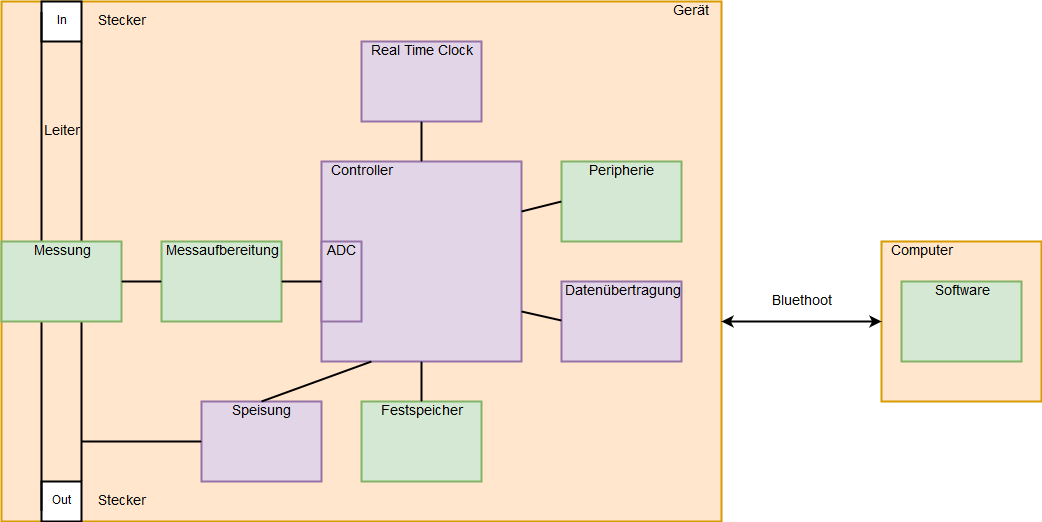 In
Stecker
Gerät
Real Time Clock
Leiter
Controller
Peripherie
Messung
Messaufbereitung
ADC
Computer
Datenübertragung
Software
Bluethoot
Speisung
Festspeicher
Out
Stecker